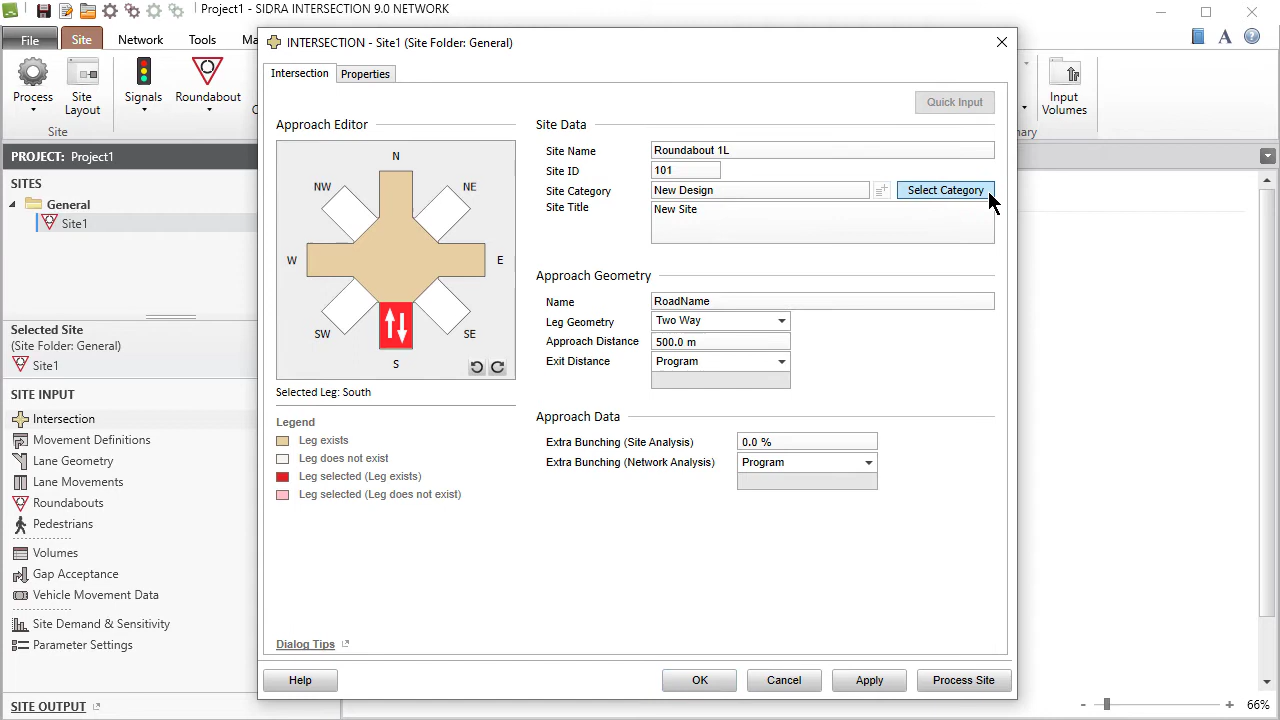 Project1 - SIDRA INTERSECTION 9.0 NETWORK
File
Site
Network
Tools
Process
Site Layout
Signals
Roundabout
Input Volumes
Site
PROJECT: Project1
SITES
General
Site1
Selected Site
(Site Folder: General)
Site1
SITE INPUT
Intersection
Movement Definitions
Lane Geometry
Lane Movements
Roundabouts
Pedestrians
Volumes
Gap Acceptance
Vehicle Movement Data
Site Demand & Sensitivity
Parameter Settings
SITE OUTPUT
INTERSECTION - Site1 (Site Folder: General)
Intersection
Properties
Quick Input
Approach Editor
N
NW
NE
W
E
SW
SE
S
Selected Leg: South
Legend
Leg exists
Leg does not exist
Leg selected (Leg exists)
Leg selected (Leg does not exist)
Site Data
Site Name Roundabout 1L
Site ID 101
Site Category New Design Select Category
Site Title New Site
Approach Geometry
Name RoadName
Leg Geometry Two Way
Approach Distance 500.0 m
Exit Distance Program
Approach Data
Extra Bunching (Site Analysis) 0.0 %
Extra Bunching (Network Analysis) Program
Dialog Tips
Help
OK
Cancel
Apply
Process Site
66%